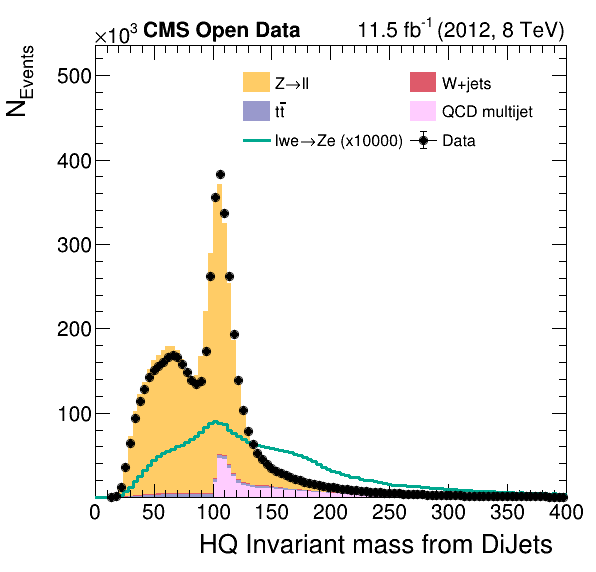 ×10³ CMS Open Data 11.5 fb⁻¹ (2012, 8 TeV)
N_Events
500
400
300
200
100
Z→ll W+jets
tt̄ QCD multijet
lwe→Ze (x10000) Data
0 50 100 150 200 250 300 350 400
HQ Invariant mass from DiJets